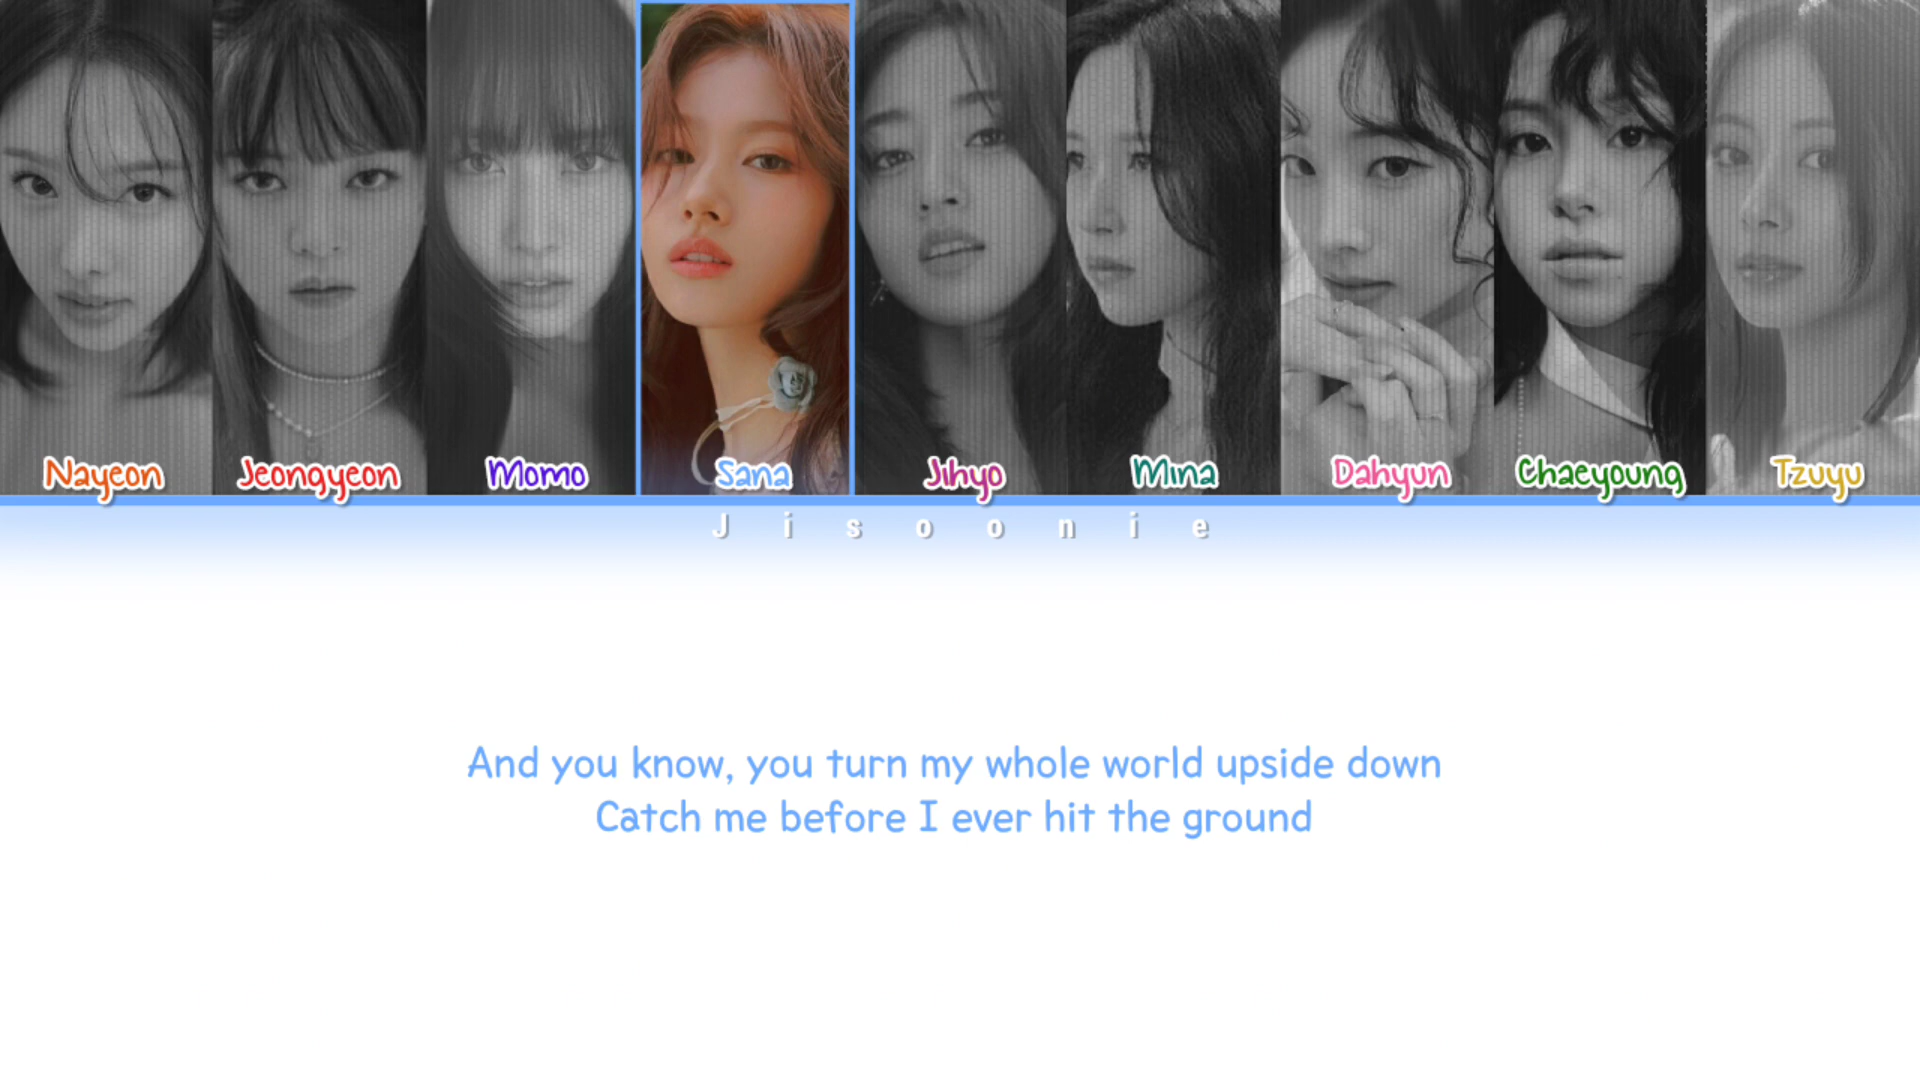 Nayeon Jeongyeon Momo Sana Jihyo Mina Dahyun Chaeyoung Tzuyu
Jisoonie
And you know, you turn my whole world upside down
Catch me before I ever hit the ground